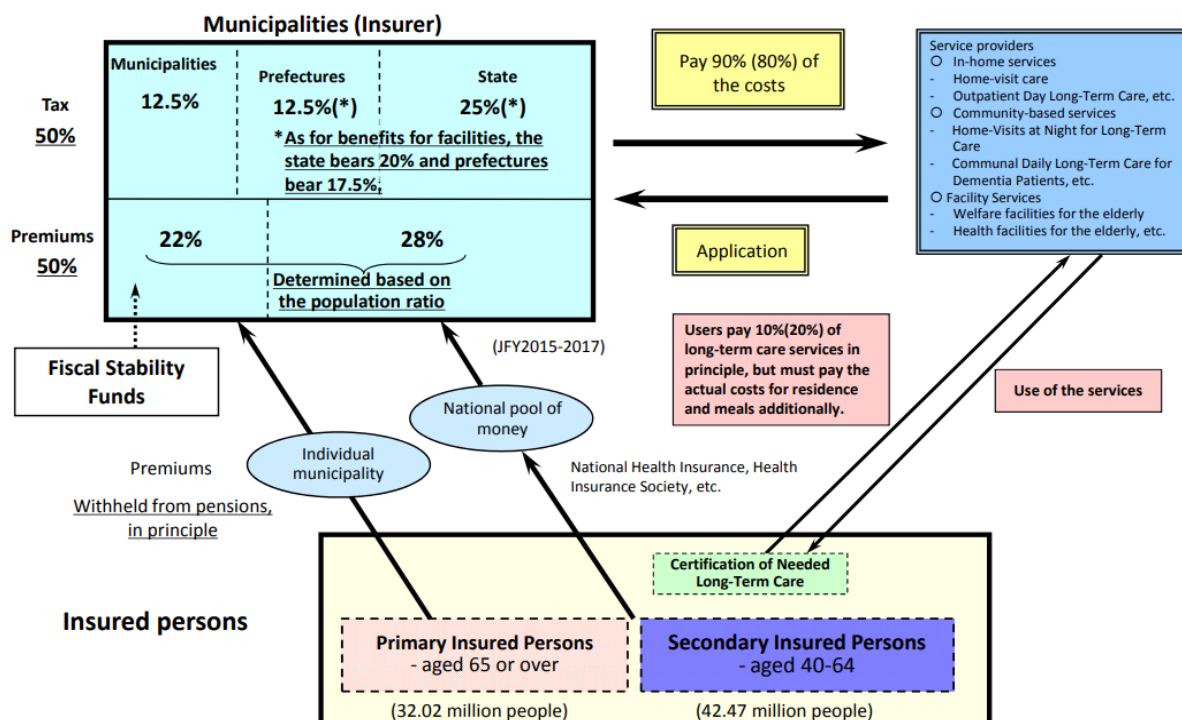 Municipalities (Insurer)
Municipalities
12.5%
Prefectures
12.5%(*)
State
25%(*)
*As for benefits for facilities, the
state bears 20% and prefectures
bear 17.5%.
Tax
50%
Premiums
50%
22%
28%
Determined based on
the population ratio
Pay 90% (80%) of
the costs
Application
Service providers
○ In-home services
- Home-visit care
- Outpatient Day Long-Term Care, etc.
○ Community-based services
- Home-Visits at Night for Long-Term
Care
- Communal Daily Long-Term Care for
Dementia Patients, etc.
○ Facility Services
- Welfare facilities for the elderly
- Health facilities for the elderly, etc.
Fiscal Stability
Funds
(JFY2015-2017)
Users pay 10%(20%) of
long-term care services in
principle, but must pay the
actual costs for residence
and meals additionally.
Use of the services
National pool of
money
Individual
municipality
Premiums
Withheld from pensions,
in principle
National Health Insurance, Health
Insurance Society, etc.
Certification of Needed
Long-Term Care
Insured persons
Primary Insured Persons
- aged 65 or over
Secondary Insured Persons
- aged 40-64
(32.02 million people)
(42.47 million people)